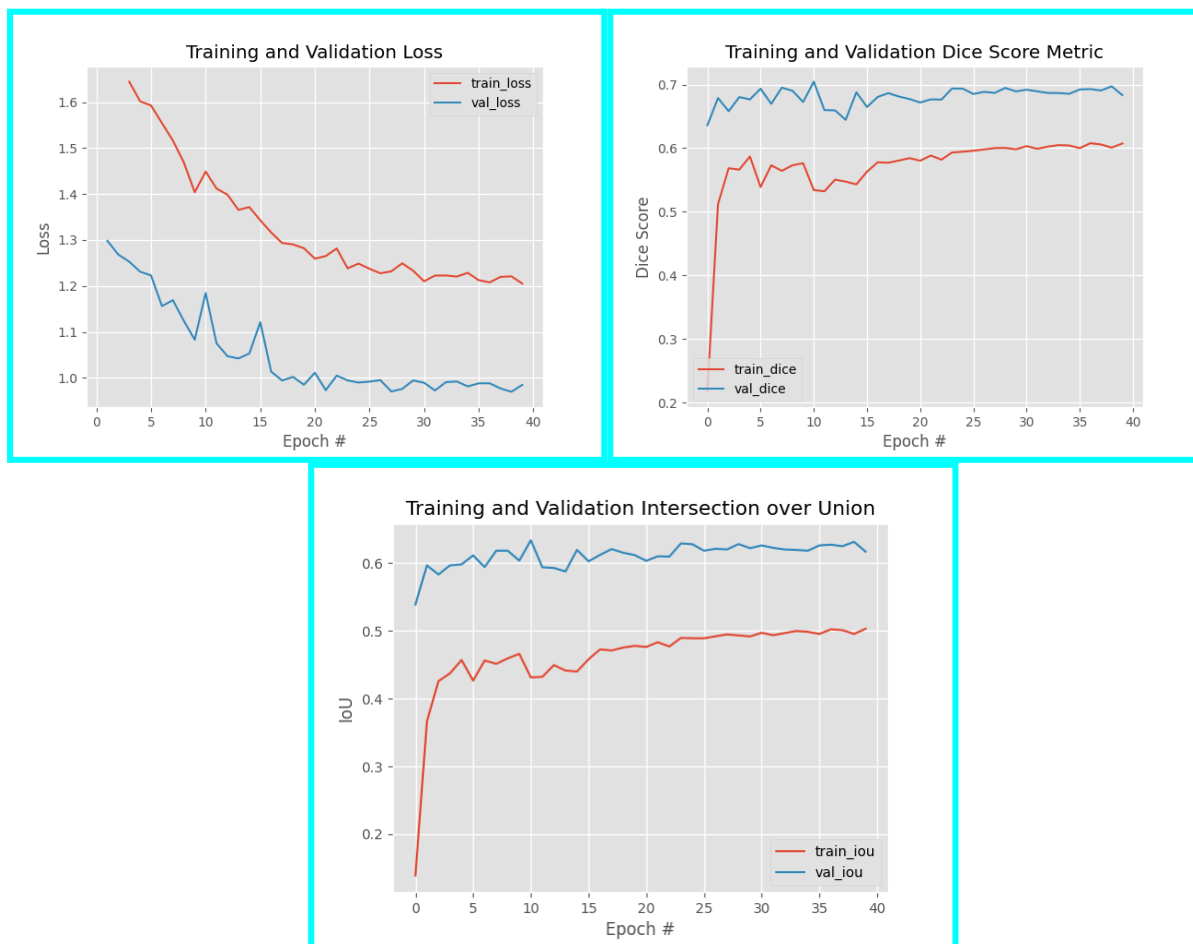 Training and Validation Loss
train_loss
val_loss
1.6
1.5
1.4
1.3
1.2
1.1
1.0
Loss
0 5 10 15 20 25 30 35 40
Epoch #
Training and Validation Dice Score Metric
0.7
0.6
0.5
0.4
0.3
0.2
Dice Score
train_dice
val_dice
0 5 10 15 20 25 30 35 40
Epoch #
Training and Validation Intersection over Union
0.6
0.5
0.4
0.3
0.2
IoU
train_iou
val_iou
0 5 10 15 20 25 30 35 40
Epoch #